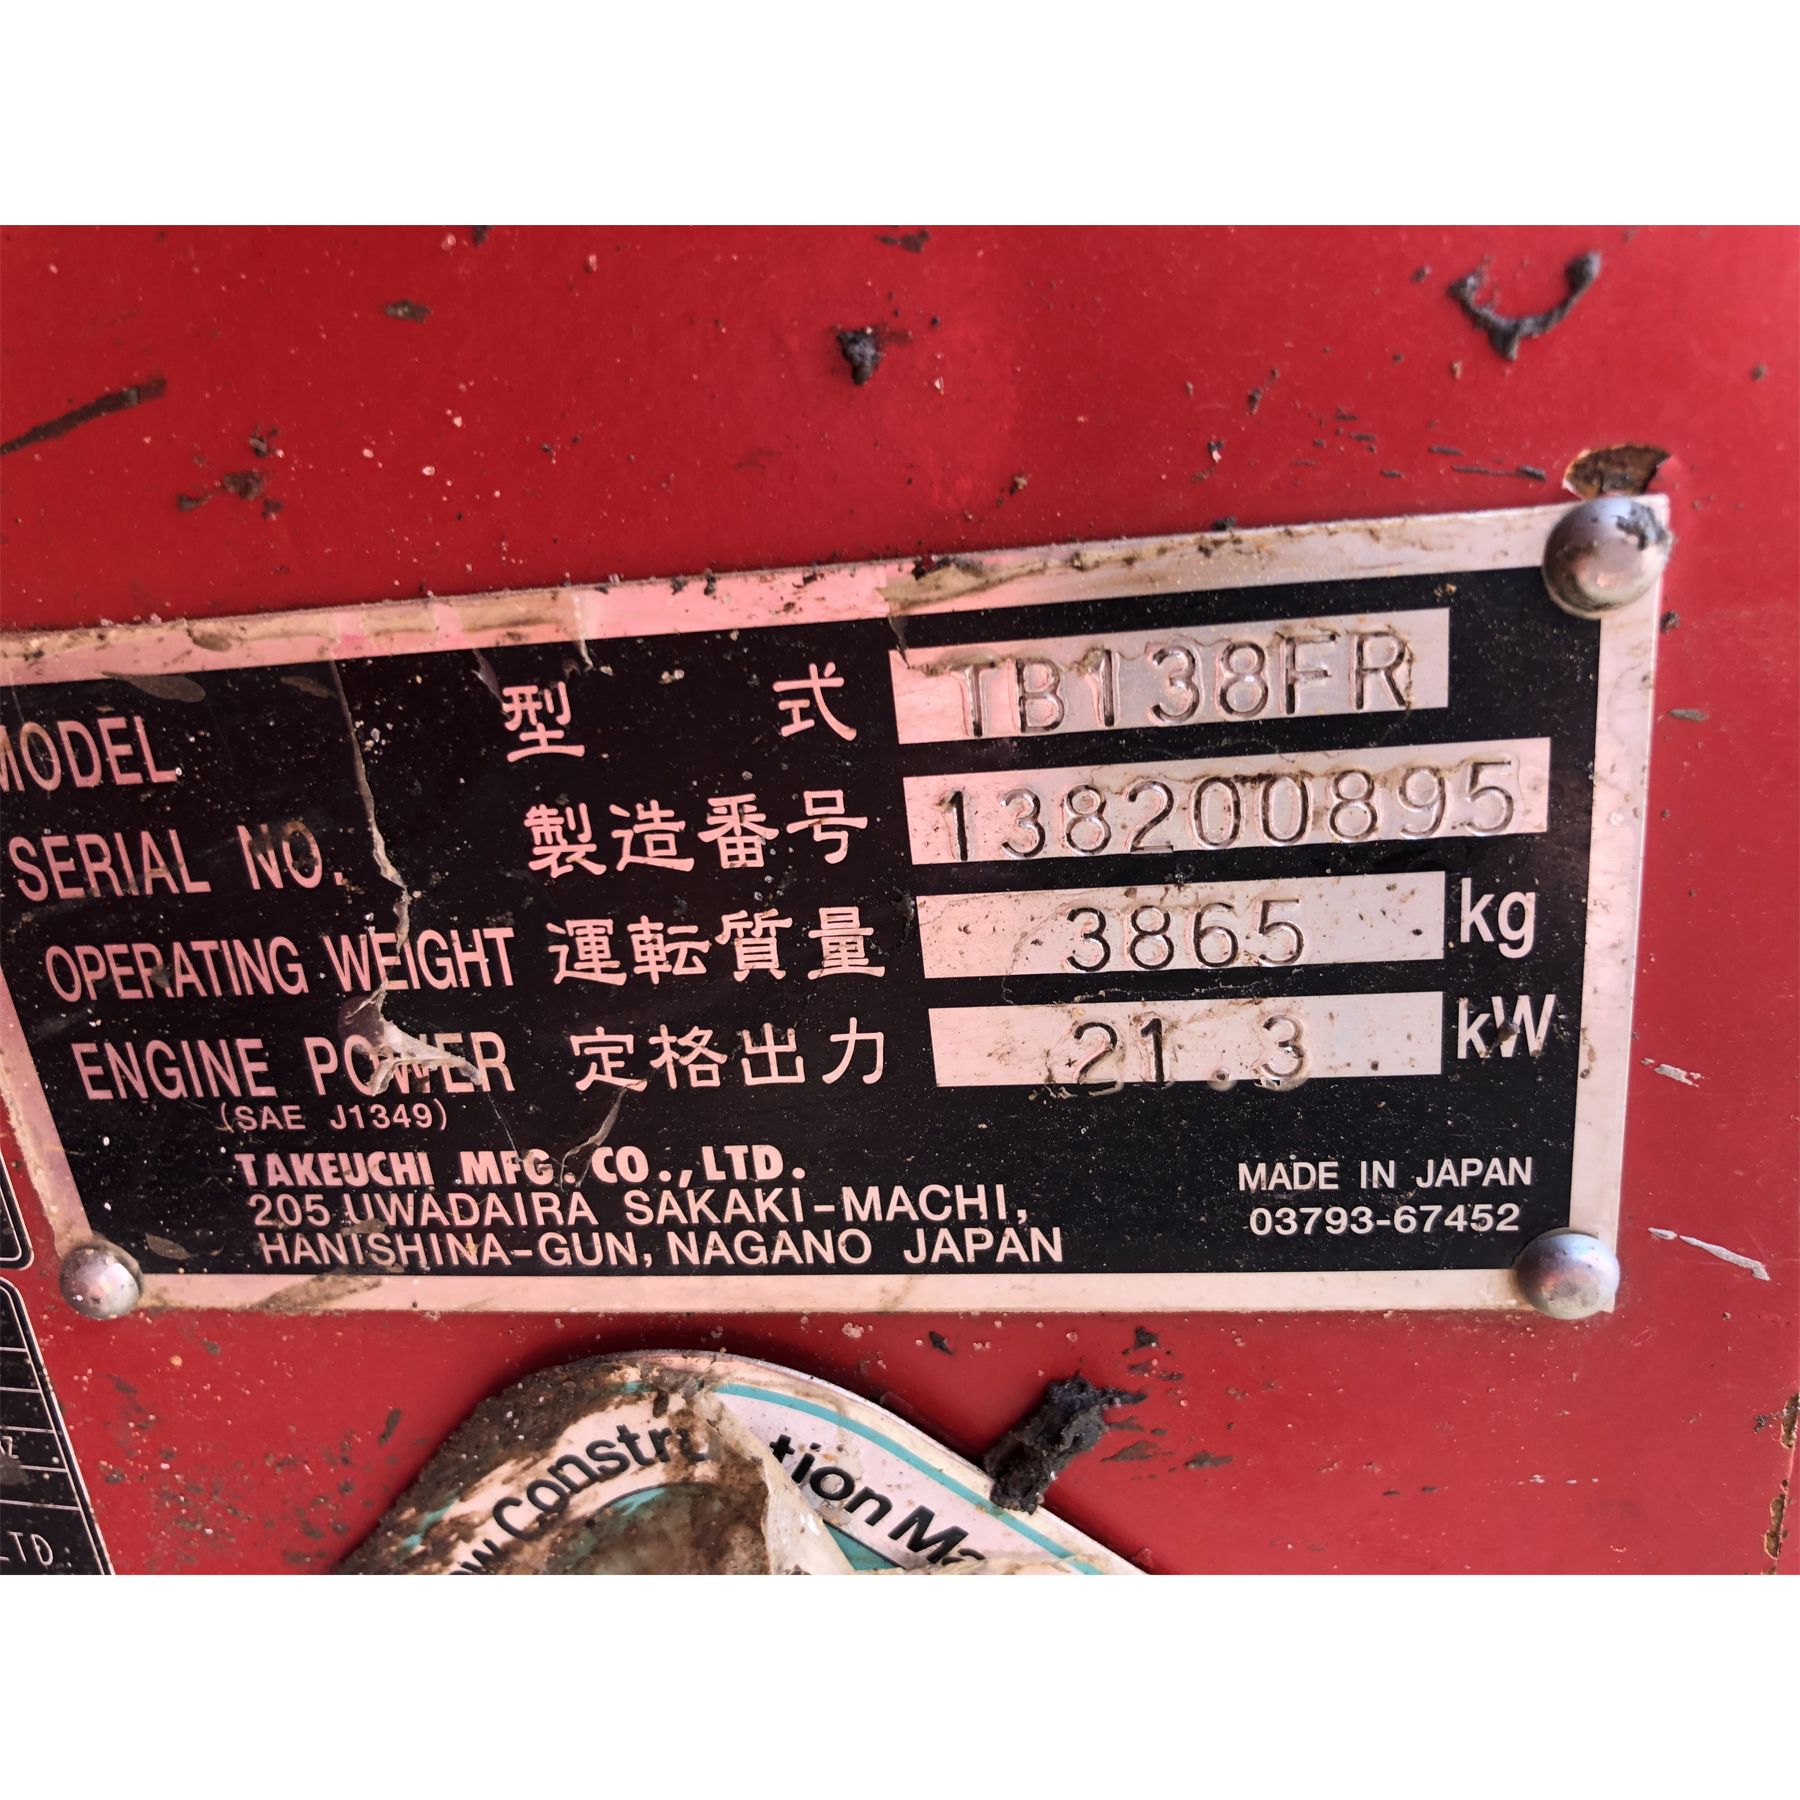 MODEL 型 式 TB138FR
SERIAL NO. 製造番号 138200895
OPERATING WEIGHT 運転質量 3865 kg
ENGINE POWER 定格出力 21.3 kW
(SAE J1349)
TAKEUCHI MFG. CO., LTD.
205 UWADAIRA SAKAKI-MACHI,
HANISHINA-GUN, NAGANO JAPAN
MADE IN JAPAN
03793-67452
Construction
LTD.